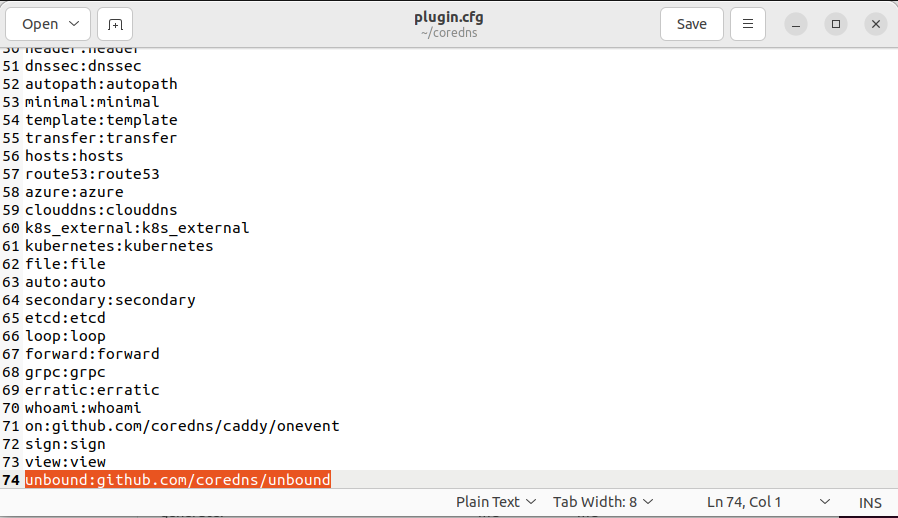 Open
plugin.cfg
~/coredns
Save
50 header:header
51 dnssec:dnssec
52 autopath:autopath
53 minimal:minimal
54 template:template
55 transfer:transfer
56 hosts:hosts
57 route53:route53
58 azure:azure
59 clouddns:clouddns
60 k8s_external:k8s_external
61 kubernetes:kubernetes
62 file:file
63 auto:auto
64 secondary:secondary
65 etcd:etcd
66 loop:loop
67 forward:forward
68 grpc:grpc
69 erratic:erratic
70 whoami:whoami
71 on:github.com/coredns/caddy/onevent
72 sign:sign
73 view:view
74 unbound:github.com/coredns/unbound
Plain Text Tab Width: 8 Ln 74, Col 1 INS